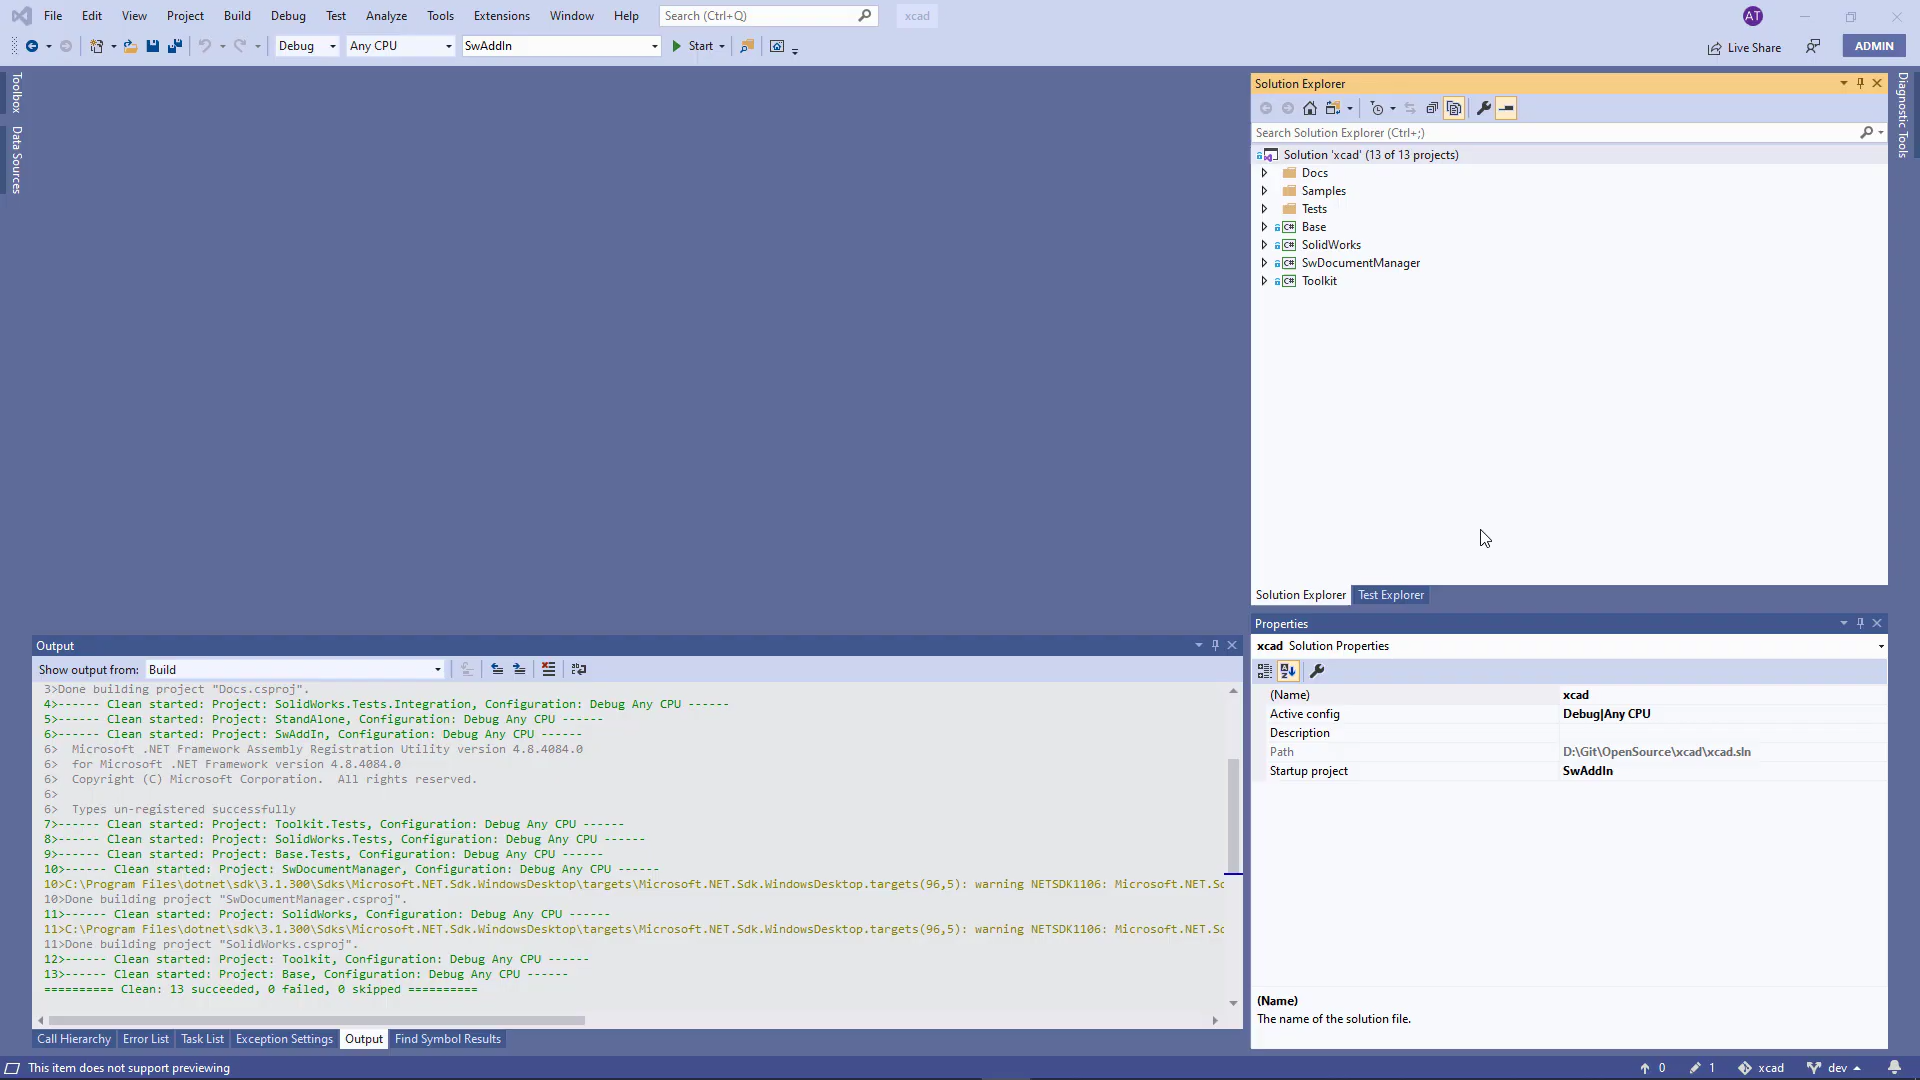 File Edit View Project Build Debug Test Analyze Tools Extensions Window Help Search (Ctrl+Q) xcad AT
Debug Any CPU SwAddIn Start Live Share ADMIN
Toolbox
Data Sources
Diagnostic Tools
Solution Explorer
Search Solution Explorer (Ctrl+;)
Solution 'xcad' (13 of 13 projects)
Docs
Samples
Tests
C# Base
C# SolidWorks
C# SwDocumentManager
C# Toolkit
Solution Explorer Test Explorer
Output
Show output from: Build
3>Done building project "Docs.csproj".
4>------ Clean started: Project: SolidWorks.Tests.Integration, Configuration: Debug Any CPU ------
5>------ Clean started: Project: StandAlone, Configuration: Debug Any CPU ------
6>------ Clean started: Project: SwAddIn, Configuration: Debug Any CPU ------
6>  Microsoft .NET Framework Assembly Registration Utility version 4.8.4084.0
6>  for Microsoft .NET Framework version 4.8.4084.0
6>  Copyright (C) Microsoft Corporation.  All rights reserved.
6>
6>  Types un-registered successfully
7>------ Clean started: Project: Toolkit.Tests, Configuration: Debug Any CPU ------
8>------ Clean started: Project: SolidWorks.Tests, Configuration: Debug Any CPU ------
9>------ Clean started: Project: Base.Tests, Configuration: Debug Any CPU ------
10>------ Clean started: Project: SwDocumentManager, Configuration: Debug Any CPU ------
10>C:\Program Files\dotnet\sdk\3.1.300\Sdks\Microsoft.NET.Sdk.WindowsDesktop\targets\Microsoft.NET.Sdk.WindowsDesktop.targets(96,5): warning NETSDK1106: Microsoft.NET.Sd
10>Done building project "SwDocumentManager.csproj".
11>------ Clean started: Project: SolidWorks, Configuration: Debug Any CPU ------
11>C:\Program Files\dotnet\sdk\3.1.300\Sdks\Microsoft.NET.Sdk.WindowsDesktop\targets\Microsoft.NET.Sdk.WindowsDesktop.targets(96,5): warning NETSDK1106: Microsoft.NET.Sd
11>Done building project "SolidWorks.csproj".
12>------ Clean started: Project: Toolkit, Configuration: Debug Any CPU ------
13>------ Clean started: Project: Base, Configuration: Debug Any CPU ------
========== Clean: 13 succeeded, 0 failed, 0 skipped ==========
Call Hierarchy Error List Task List Exception Settings Output Find Symbol Results
Properties
xcad Solution Properties
(Name) xcad
Active config Debug|Any CPU
Description
Path D:\Git\OpenSource\xcad\xcad.sln
Startup project SwAddIn
(Name)
The name of the solution file.
This item does not support previewing 0 1 xcad dev